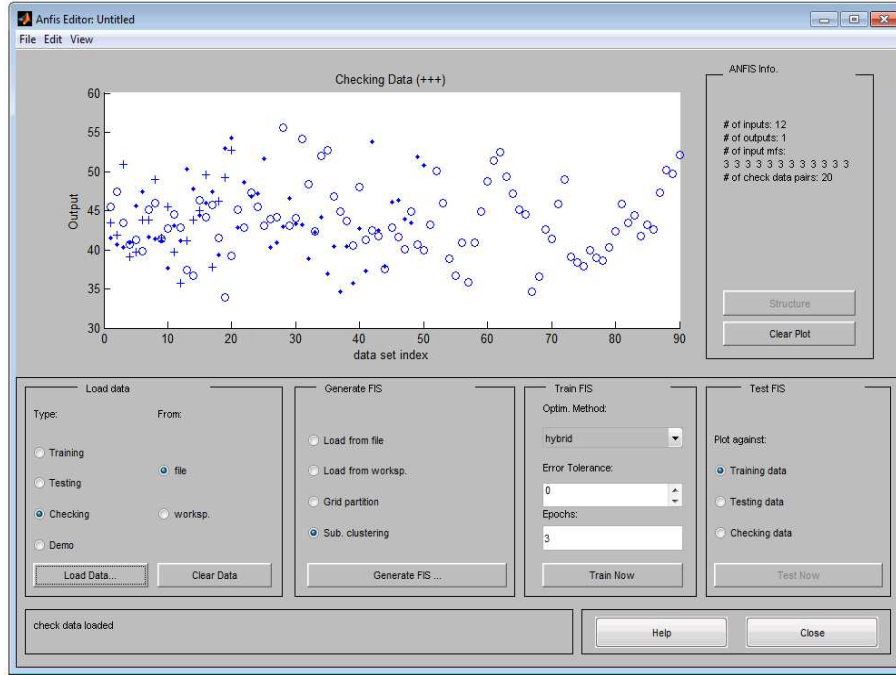 Anfis Editor: Untitled
File Edit View
Checking Data (+++)
60
55
50
45
40
35
30
Output
0 10 20 30 40 50 60 70 80 90
data set index
ANFIS Info.
# of inputs: 12
# of outputs: 1
# of input mfs:
3 3 3 3 3 3 3 3 3 3 3 3
# of check data pairs: 20
Structure
Clear Plot
Load data
Type:
From:
Training
Testing
Checking
Demo
file
worksp.
Load Data...
Clear Data
Generate FIS
Load from file
Load from worksp.
Grid partition
Sub. clustering
Generate FIS ...
Train FIS
Optim. Method:
hybrid
Error Tolerance:
0
Epochs:
3
Train Now
Test FIS
Plot against:
Training data
Testing data
Checking data
Test Now
check data loaded
Help
Close